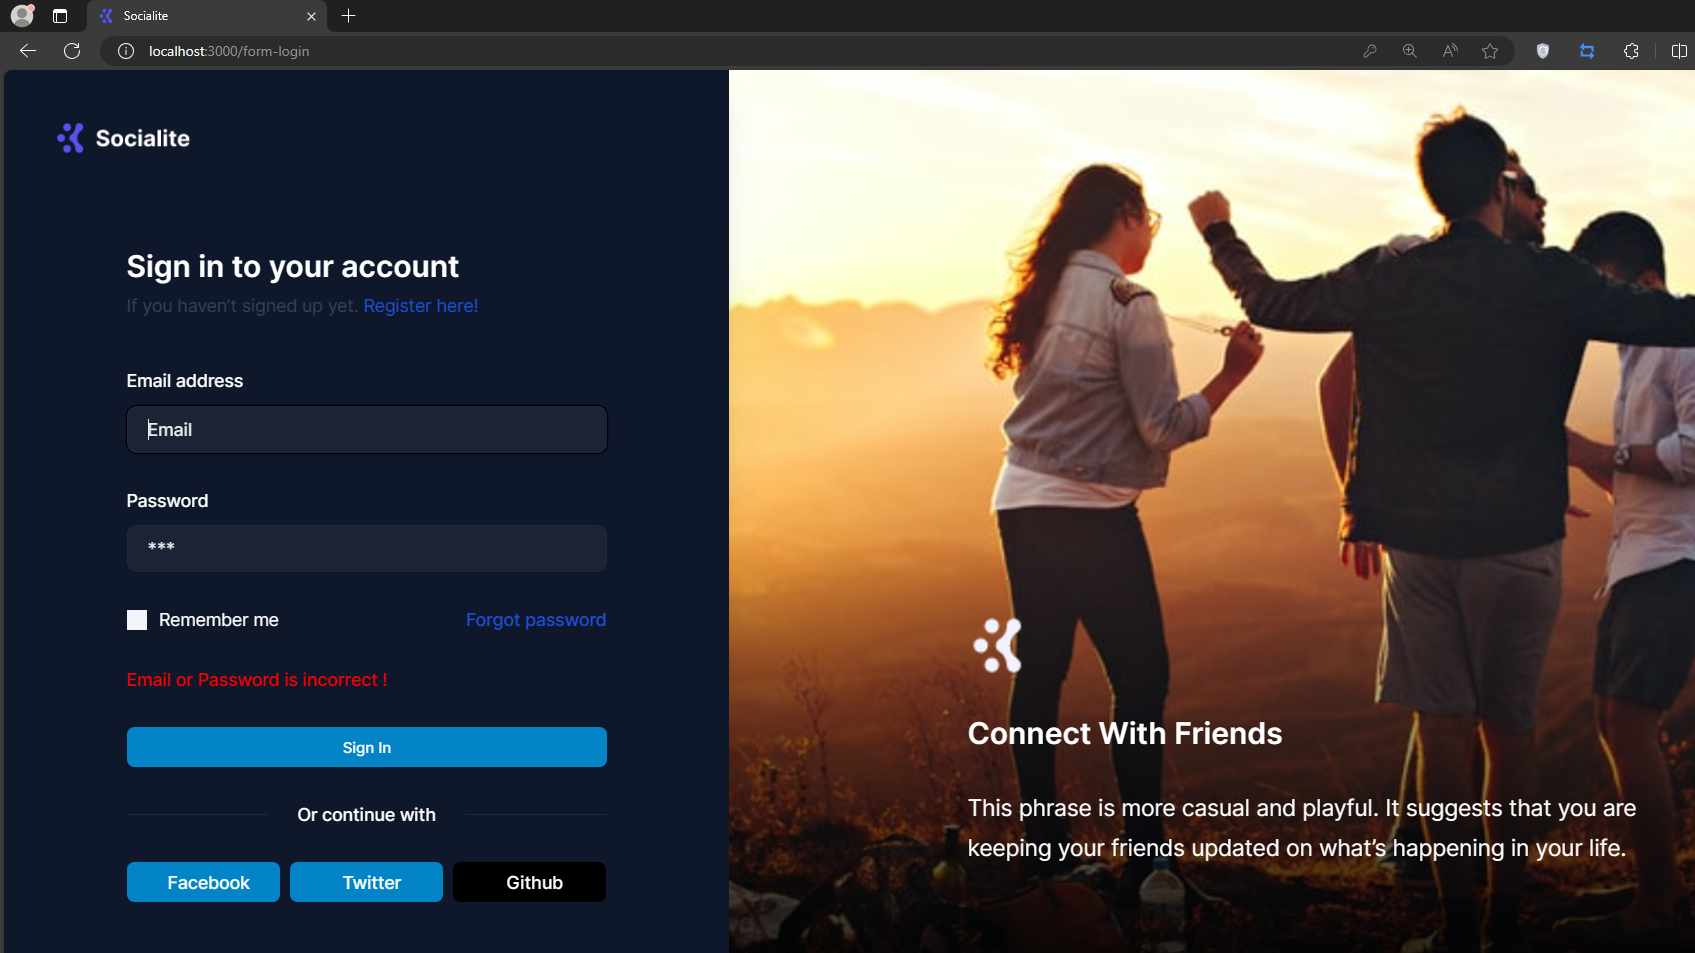 Socialite
localhost:3000/form-login
Socialite
Sign in to your account
If you haven't signed up yet. Register here!
Email address
Email
Password
***
Remember me
Forgot password
Email or Password is incorrect !
Sign In
Or continue with
Facebook
Twitter
Github
Connect With Friends
This phrase is more casual and playful. It suggests that you are
keeping your friends updated on what's happening in your life.